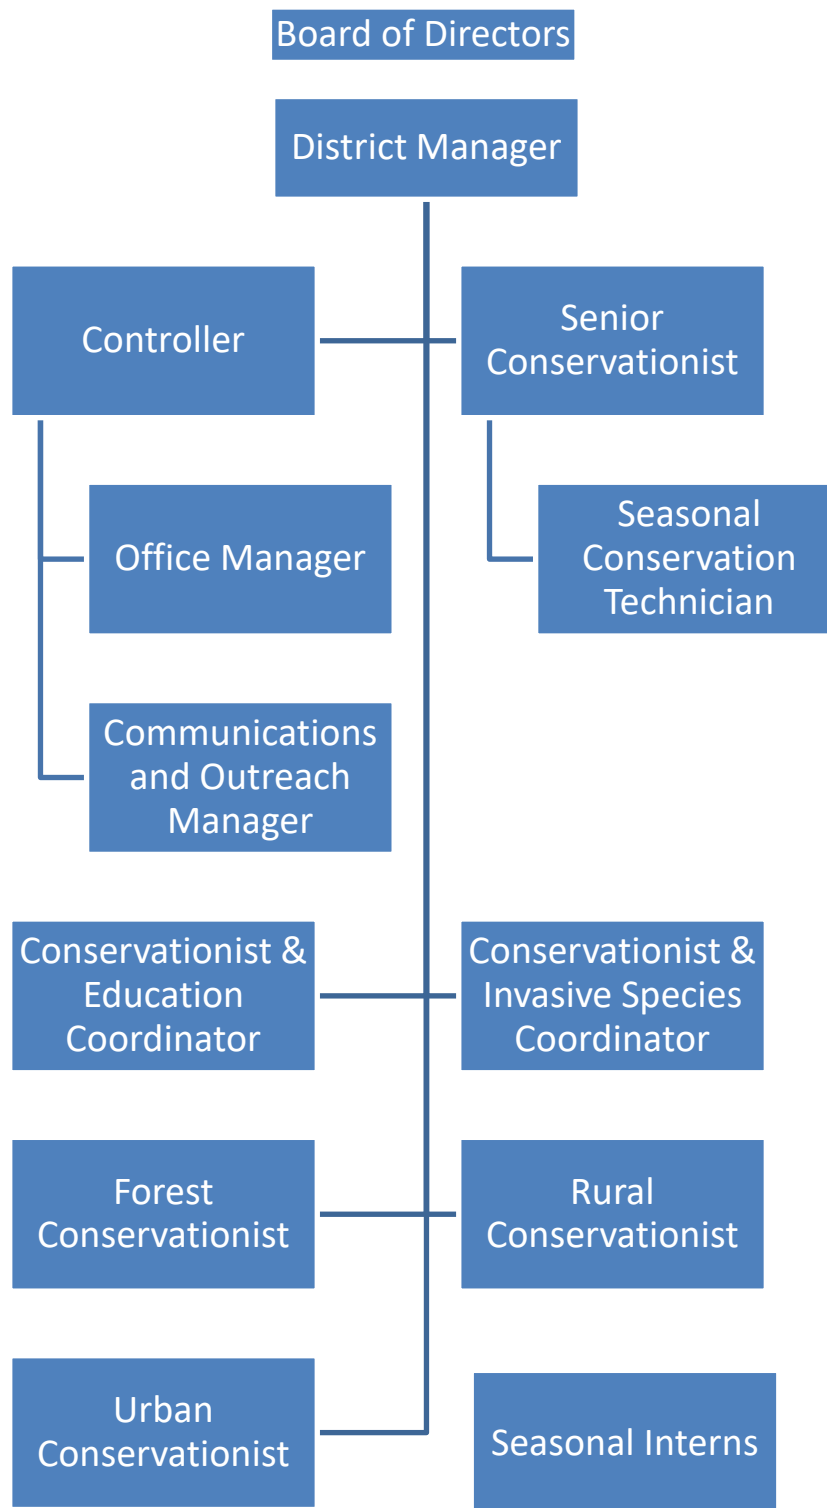 Board of Directors
District Manager
Controller
Senior
Conservationist
Office Manager
Seasonal
Conservation
Technician
Communications
and Outreach
Manager
Conservationist &
Education
Coordinator
Conservationist &
Invasive Species
Coordinator
Forest
Conservationist
Rural
Conservationist
Urban
Conservationist
Seasonal Interns